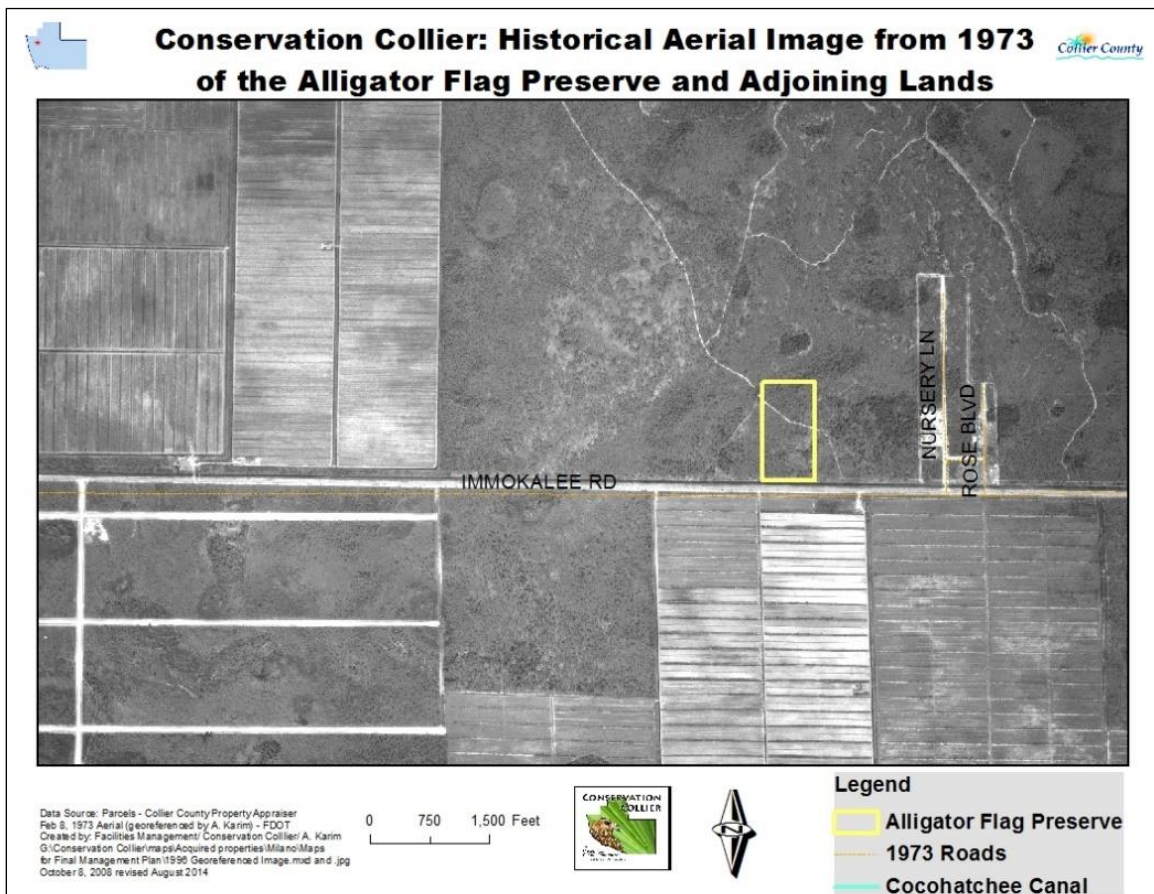 Conservation Collier: Historical Aerial Image from 1973
of the Alligator Flag Preserve and Adjoining Lands
Collier County
NURSERY LN
ROSE BLVD
IMMOKALEE RD
Data Source: Parcels - Collier County Property Appraiser
Feb 8, 1973 Aerial (georeferenced by A. Karim) - FDOT
Created by: Facilities Management/ Conservation Collier/ A. Karim
G:\Conservation Collier\maps\Acquired properties\Milano\Maps
for Final Management Plan\1996 Georeferenced Image.mxd and .jpg
October 8, 2008 revised August 2014
0 750 1,500 Feet
CONSERVATION
COLLIER
N
Legend
Alligator Flag Preserve
1973 Roads
Cocohatchee Canal